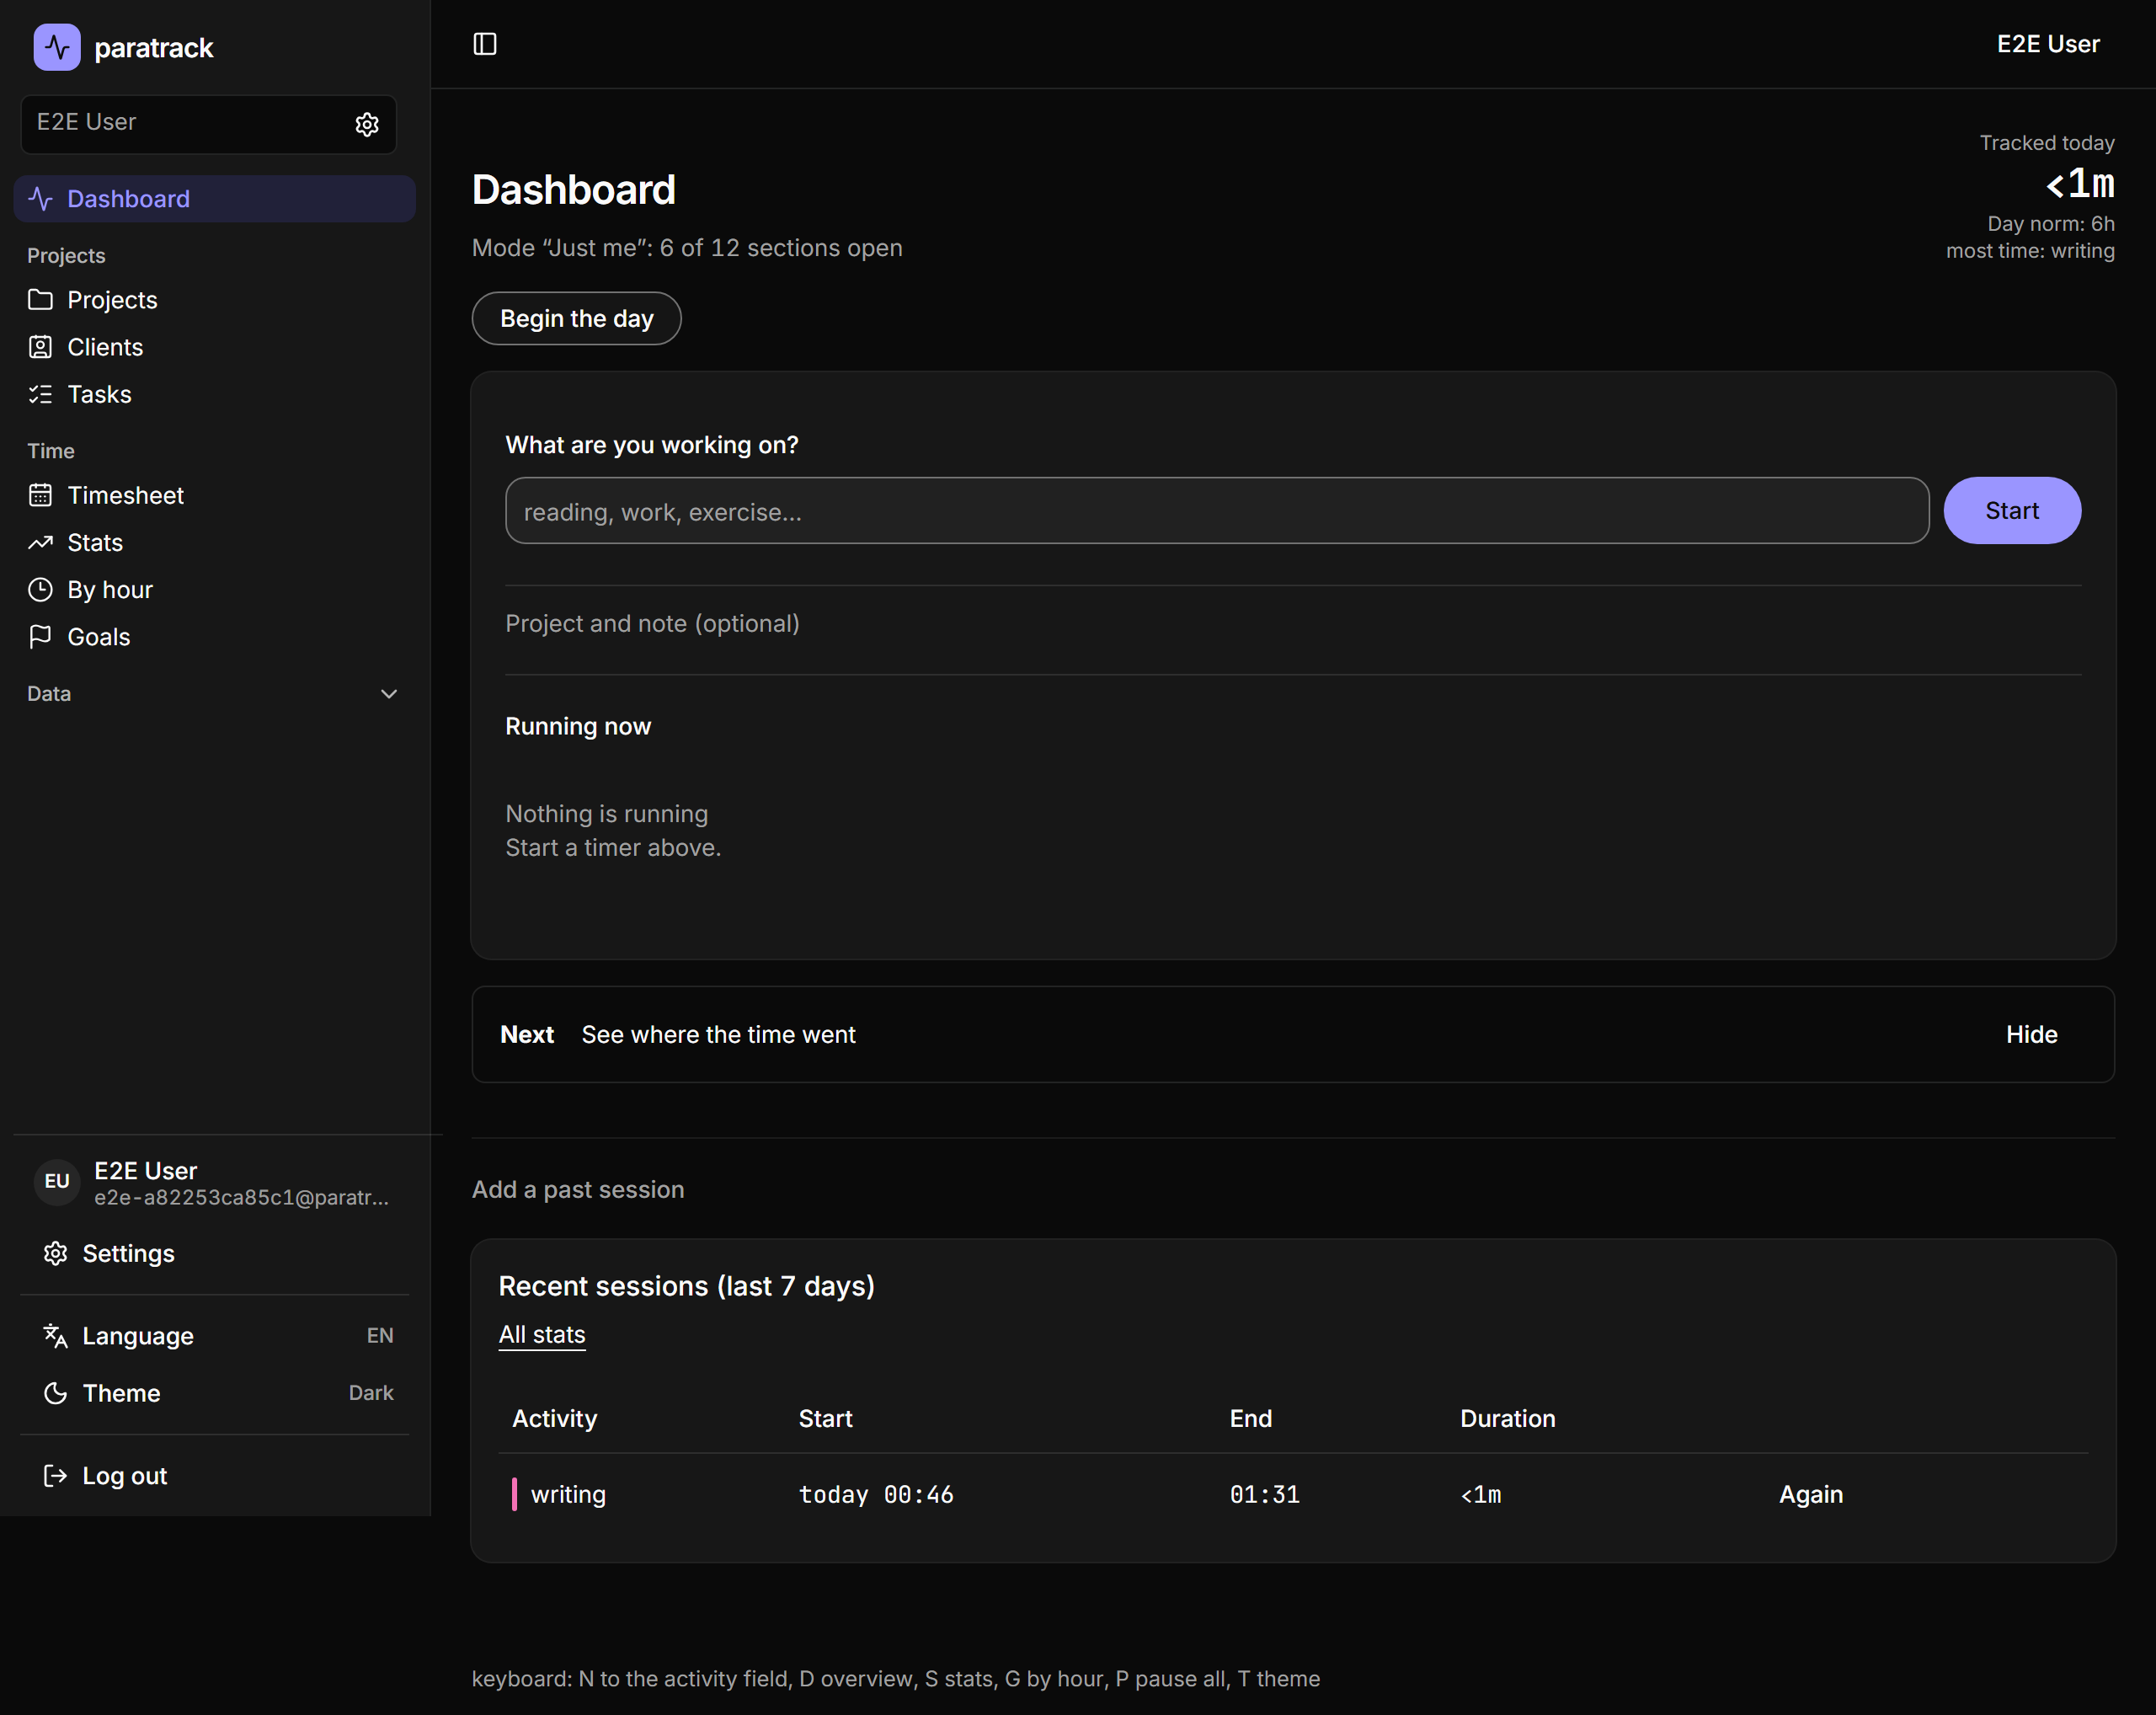 paratrack
E2E User
Dashboard
Projects
Projects
Clients
Tasks
Time
Timesheet
Stats
By hour
Goals
Data
EU
E2E User
e2e-a82253ca85c1@paratr...
Settings
Language EN
Theme Dark
Log out
E2E User
Dashboard
Mode “Just me”: 6 of 12 sections open
Tracked today
<1m
Day norm: 6h
most time: writing
Begin the day
What are you working on?
reading, work, exercise...
Start
Project and note (optional)
Running now
Nothing is running
Start a timer above.
Next See where the time went Hide
Add a past session
Recent sessions (last 7 days)
All stats
Activity Start End Duration
writing today 00:46 01:31 <1m Again
keyboard: N to the activity field, D overview, S stats, G by hour, P pause all, T theme